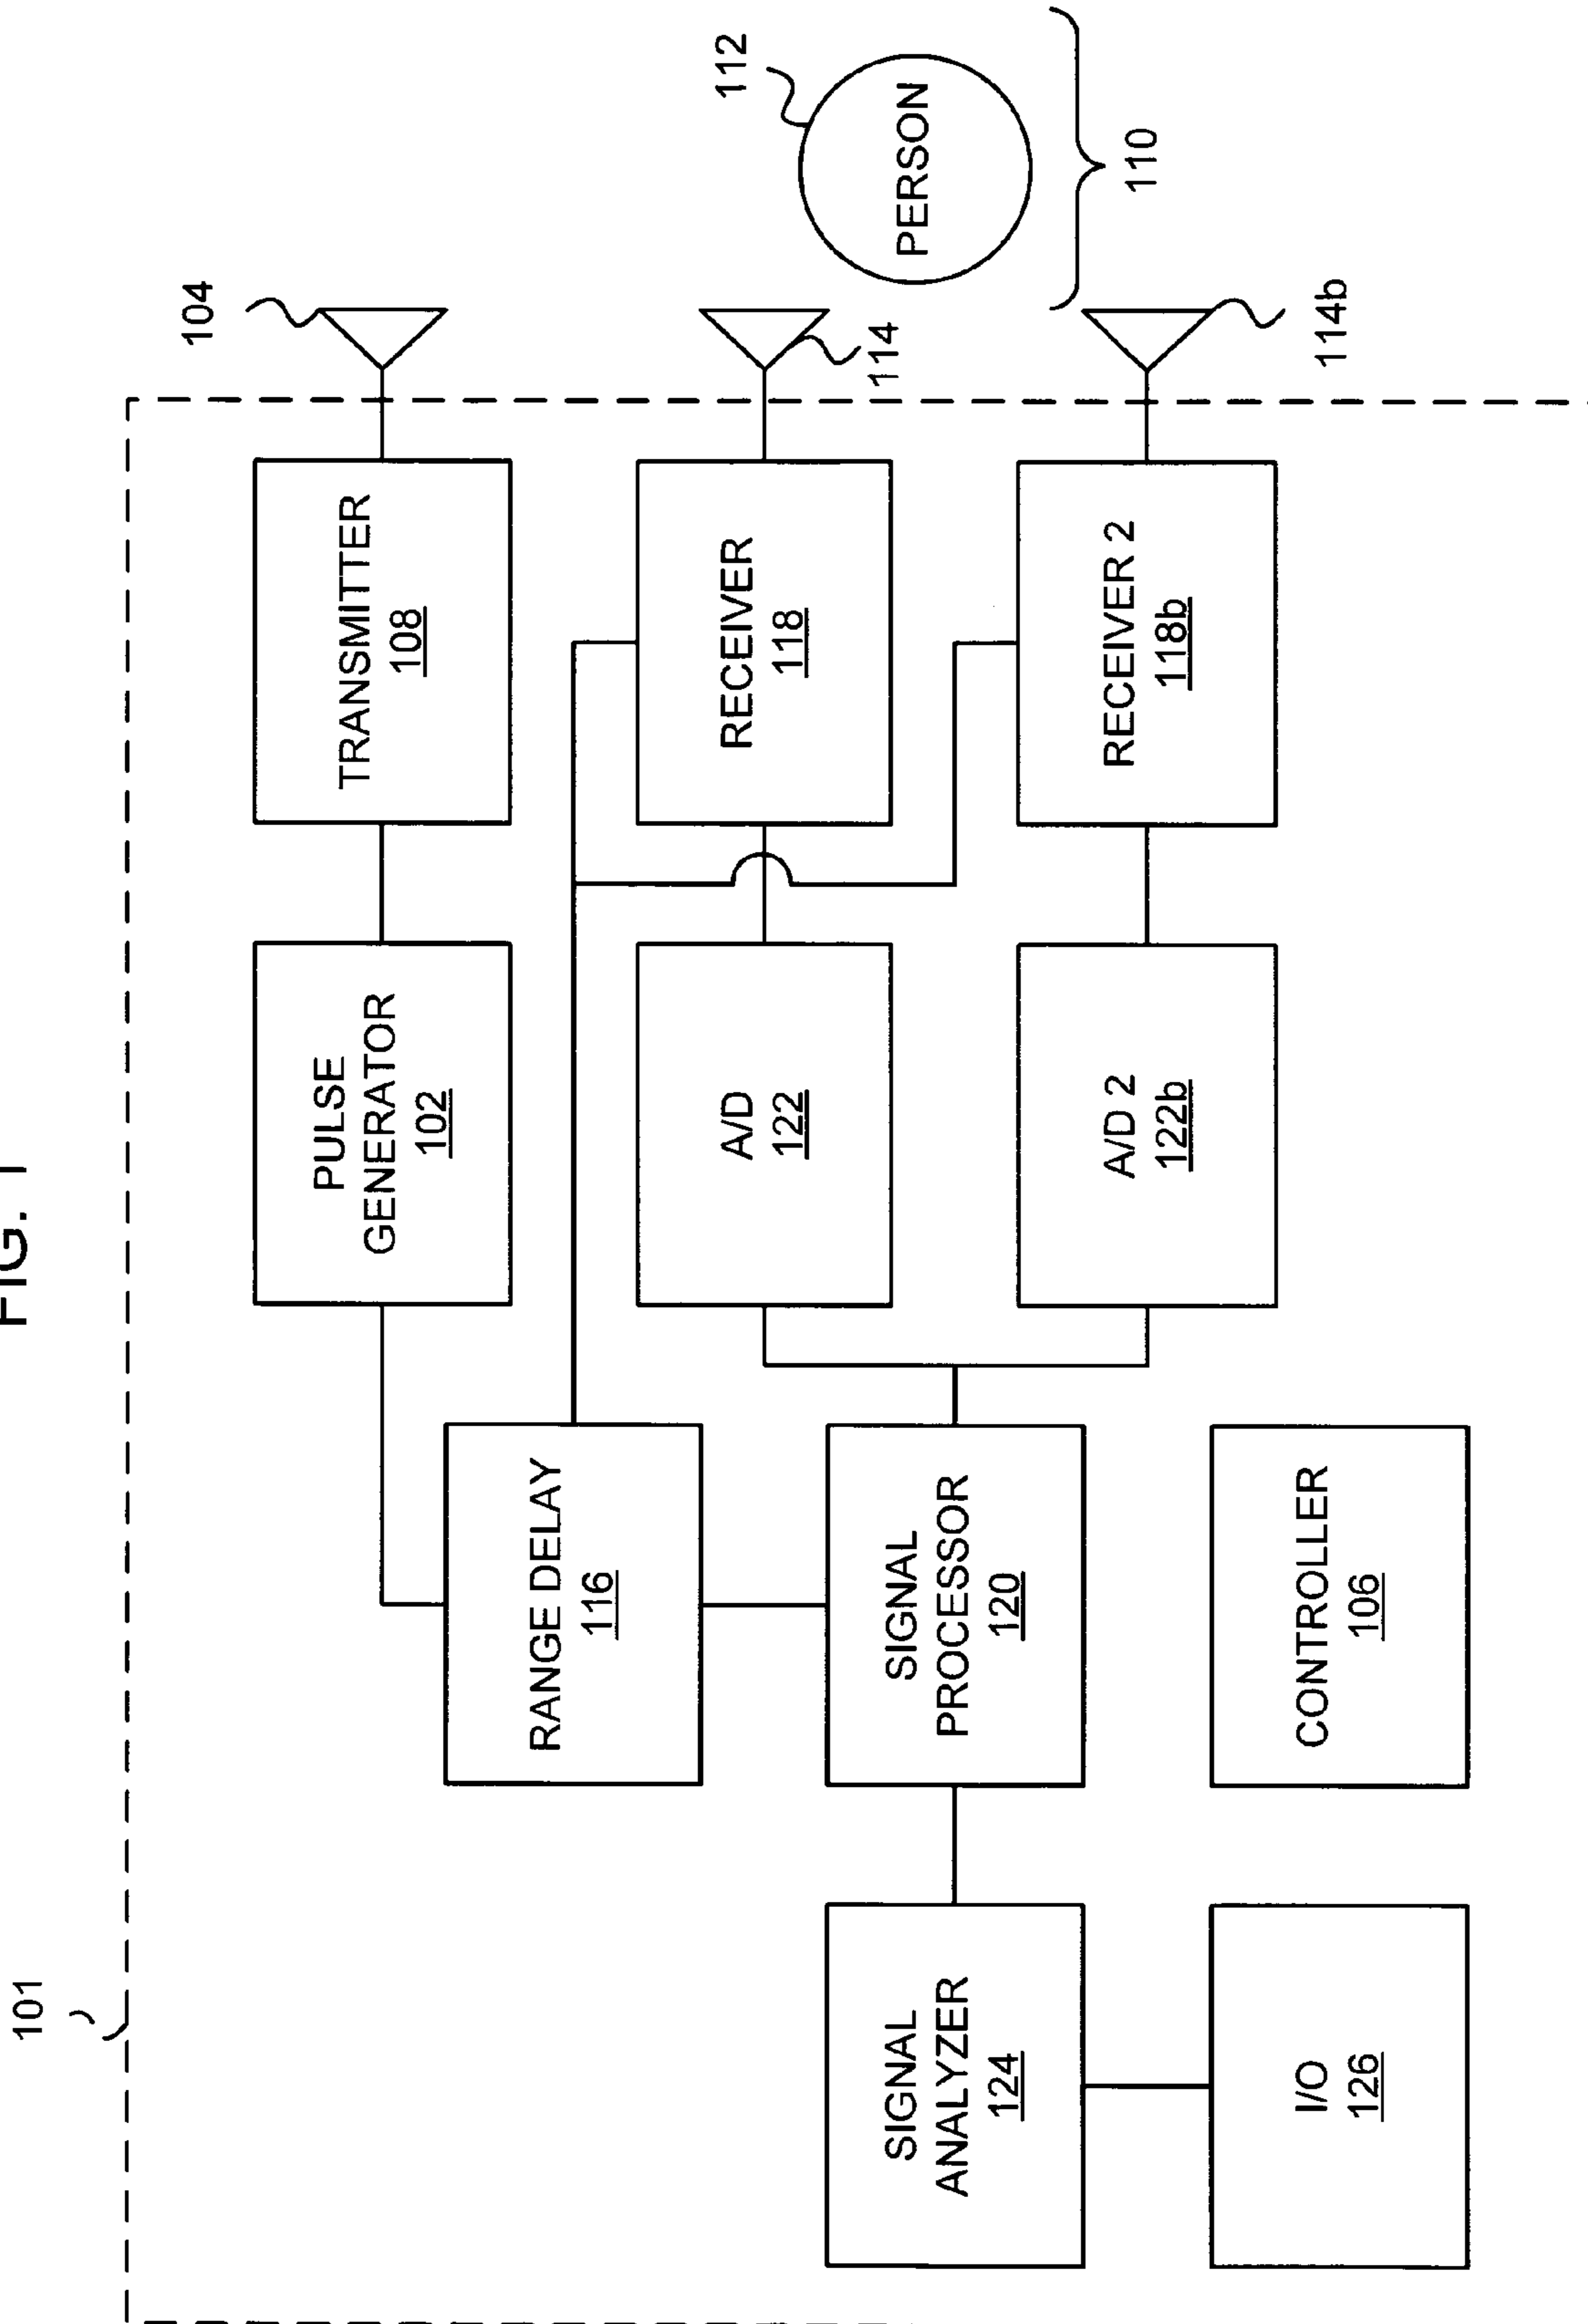 FIG. 1
101
104
112
PERSON
110
114
114b
PULSE
GENERATOR
102
TRANSMITTER
108
RANGE DELAY
116
A/D
122
RECEIVER
118
SIGNAL
ANALYZER
124
SIGNAL
PROCESSOR
120
A/D 2
122b
RECEIVER 2
118b
I/O
126
CONTROLLER
106